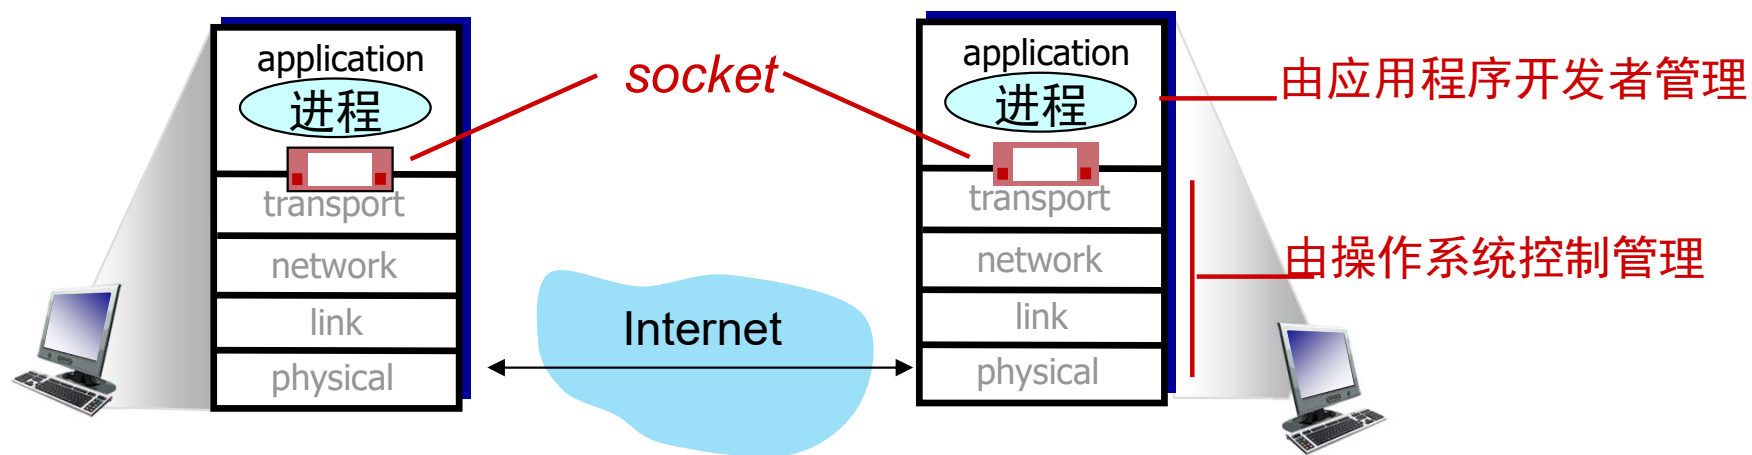 application
进程
transport
network
link
physical
socket
Internet
application
进程
transport
network
link
physical
由应用程序开发者管理
由操作系统控制管理